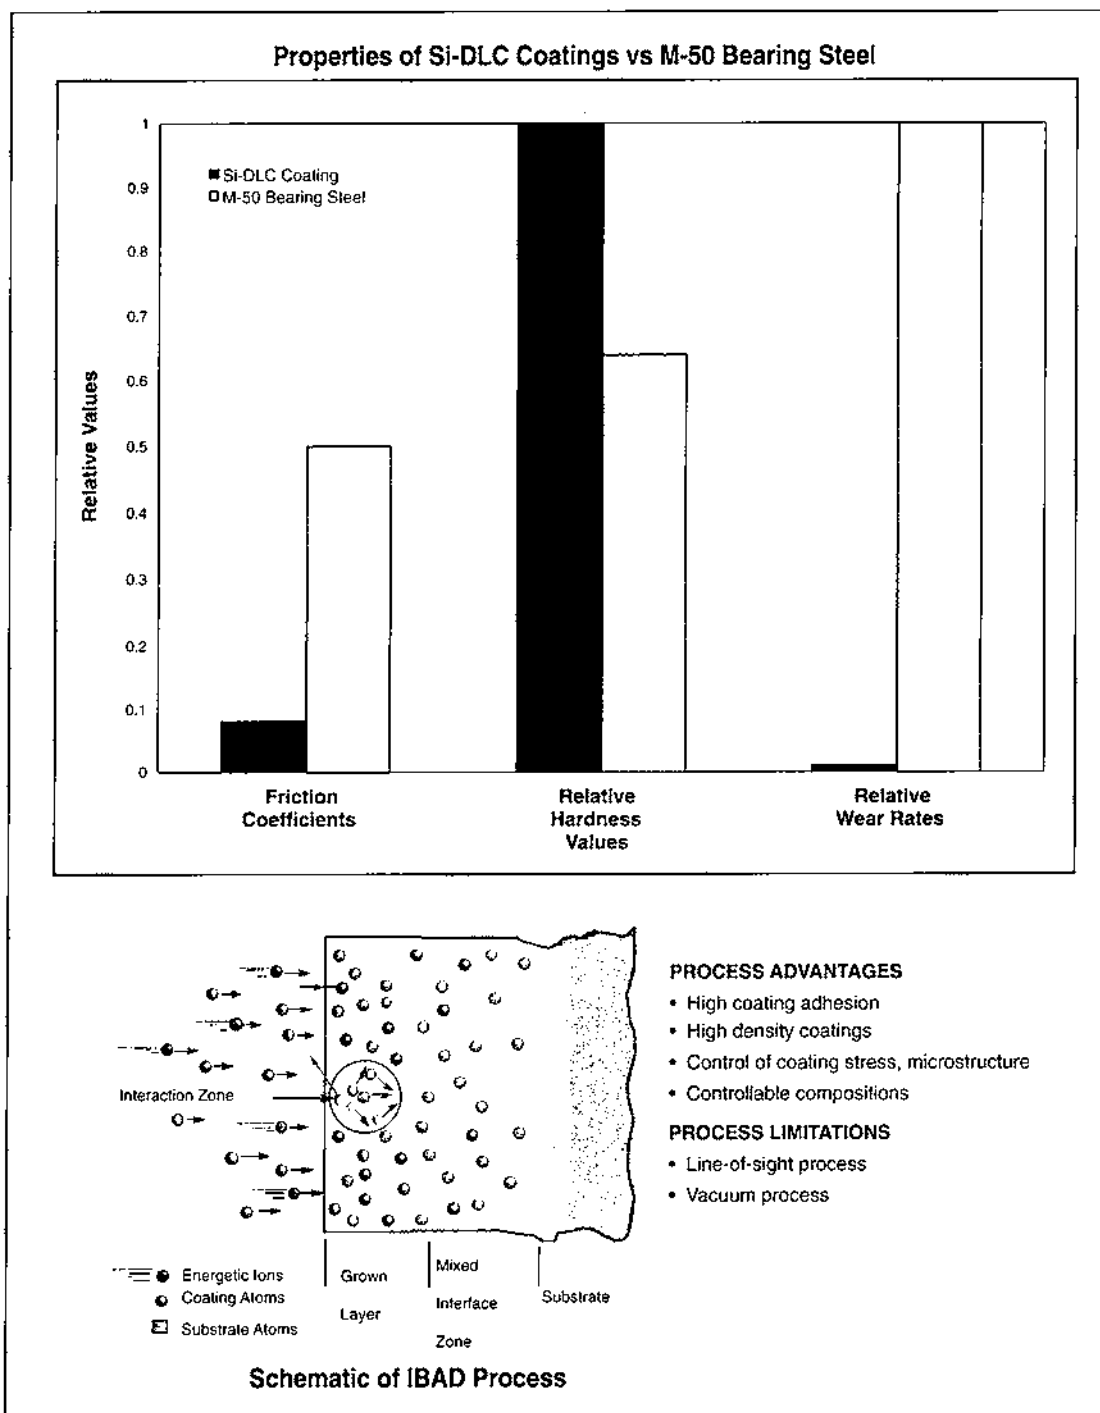 Properties of Si-DLC Coatings vs M-50 Bearing Steel
1
0.9
0.8
0.7
0.6
0.5
0.4
0.3
0.2
0.1
0
Relative Values
Si-DLC Coating
M-50 Bearing Steel
Friction
Coefficients
Relative
Hardness
Values
Relative
Wear Rates
Interaction Zone
PROCESS ADVANTAGES
• High coating adhesion
• High density coatings
• Control of coating stress, microstructure
• Controllable compositions
PROCESS LIMITATIONS
• Line-of-sight process
• Vacuum process
Energetic Ions
Coating Atoms
Substrate Atoms
Grown
Layer
Mixed
Interface
Zone
Substrate
Schematic of IBAD Process